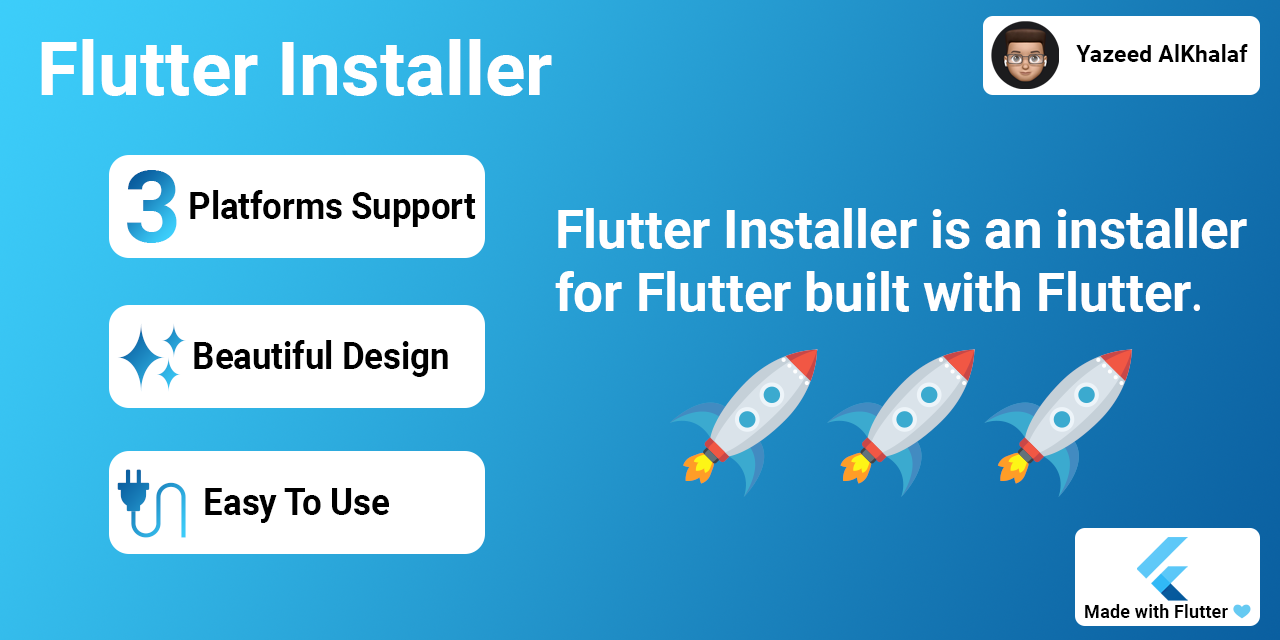 Flutter Installer
Yazeed AlKhalaf
3 Platforms Support
Beautiful Design
Easy To Use
Flutter Installer is an installer
for Flutter built with Flutter.
Made with Flutter